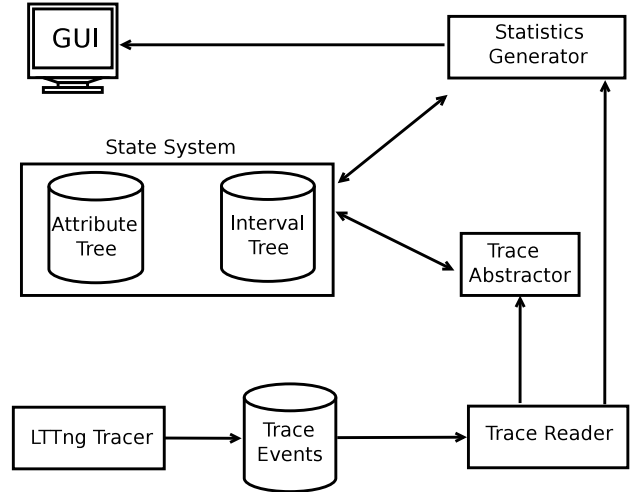 GUI
Statistics
Generator
State System
Attribute
Tree
Interval
Tree
Trace
Abstractor
LTTng Tracer
Trace
Events
Trace Reader